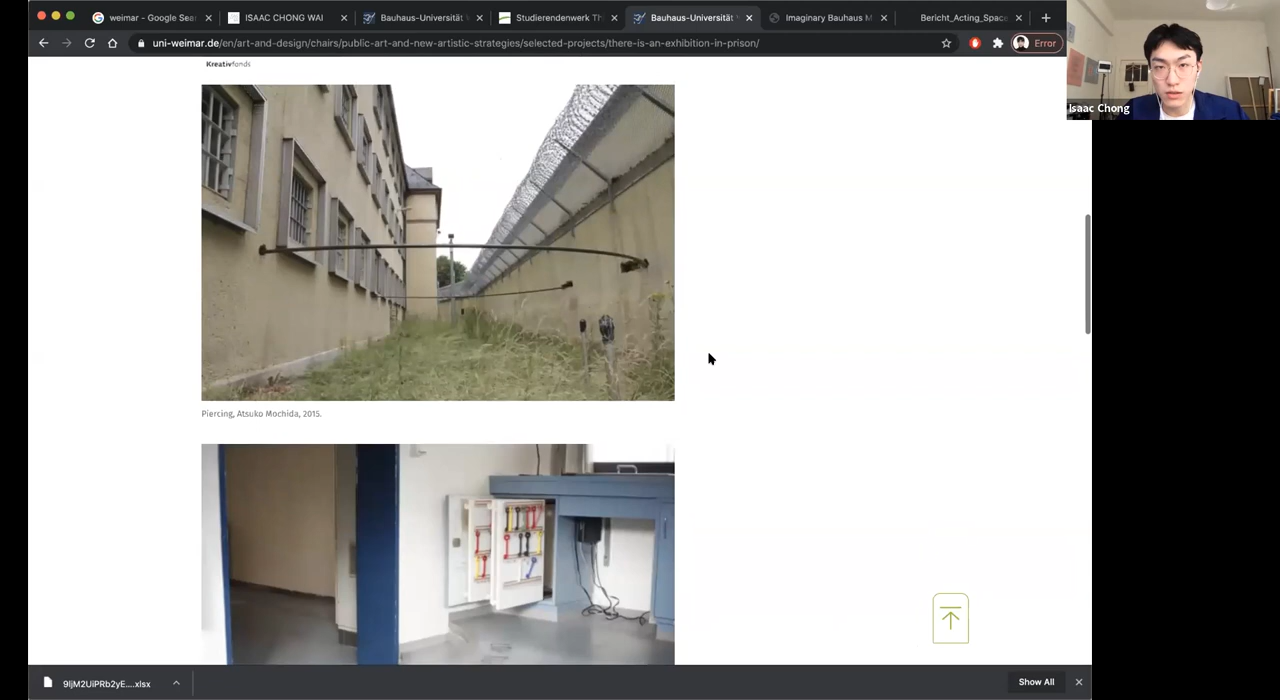 weimar - Google Sea
ISAAC CHONG WAI
Bauhaus-Universität
Studierendenwerk Th
Bauhaus-Universität
Imaginary Bauhaus M
Bericht_Acting_Space
uni-weimar.de/en/art-and-design/chairs/public-art-and-new-artistic-strategies/selected-projects/there-is-an-exhibition-in-prison/
Error
Isaac Chong
Kreativfonds
Piercing, Atsuko Mochida, 2015.
9ljM2UiPRb2yE....xlsx
Show All